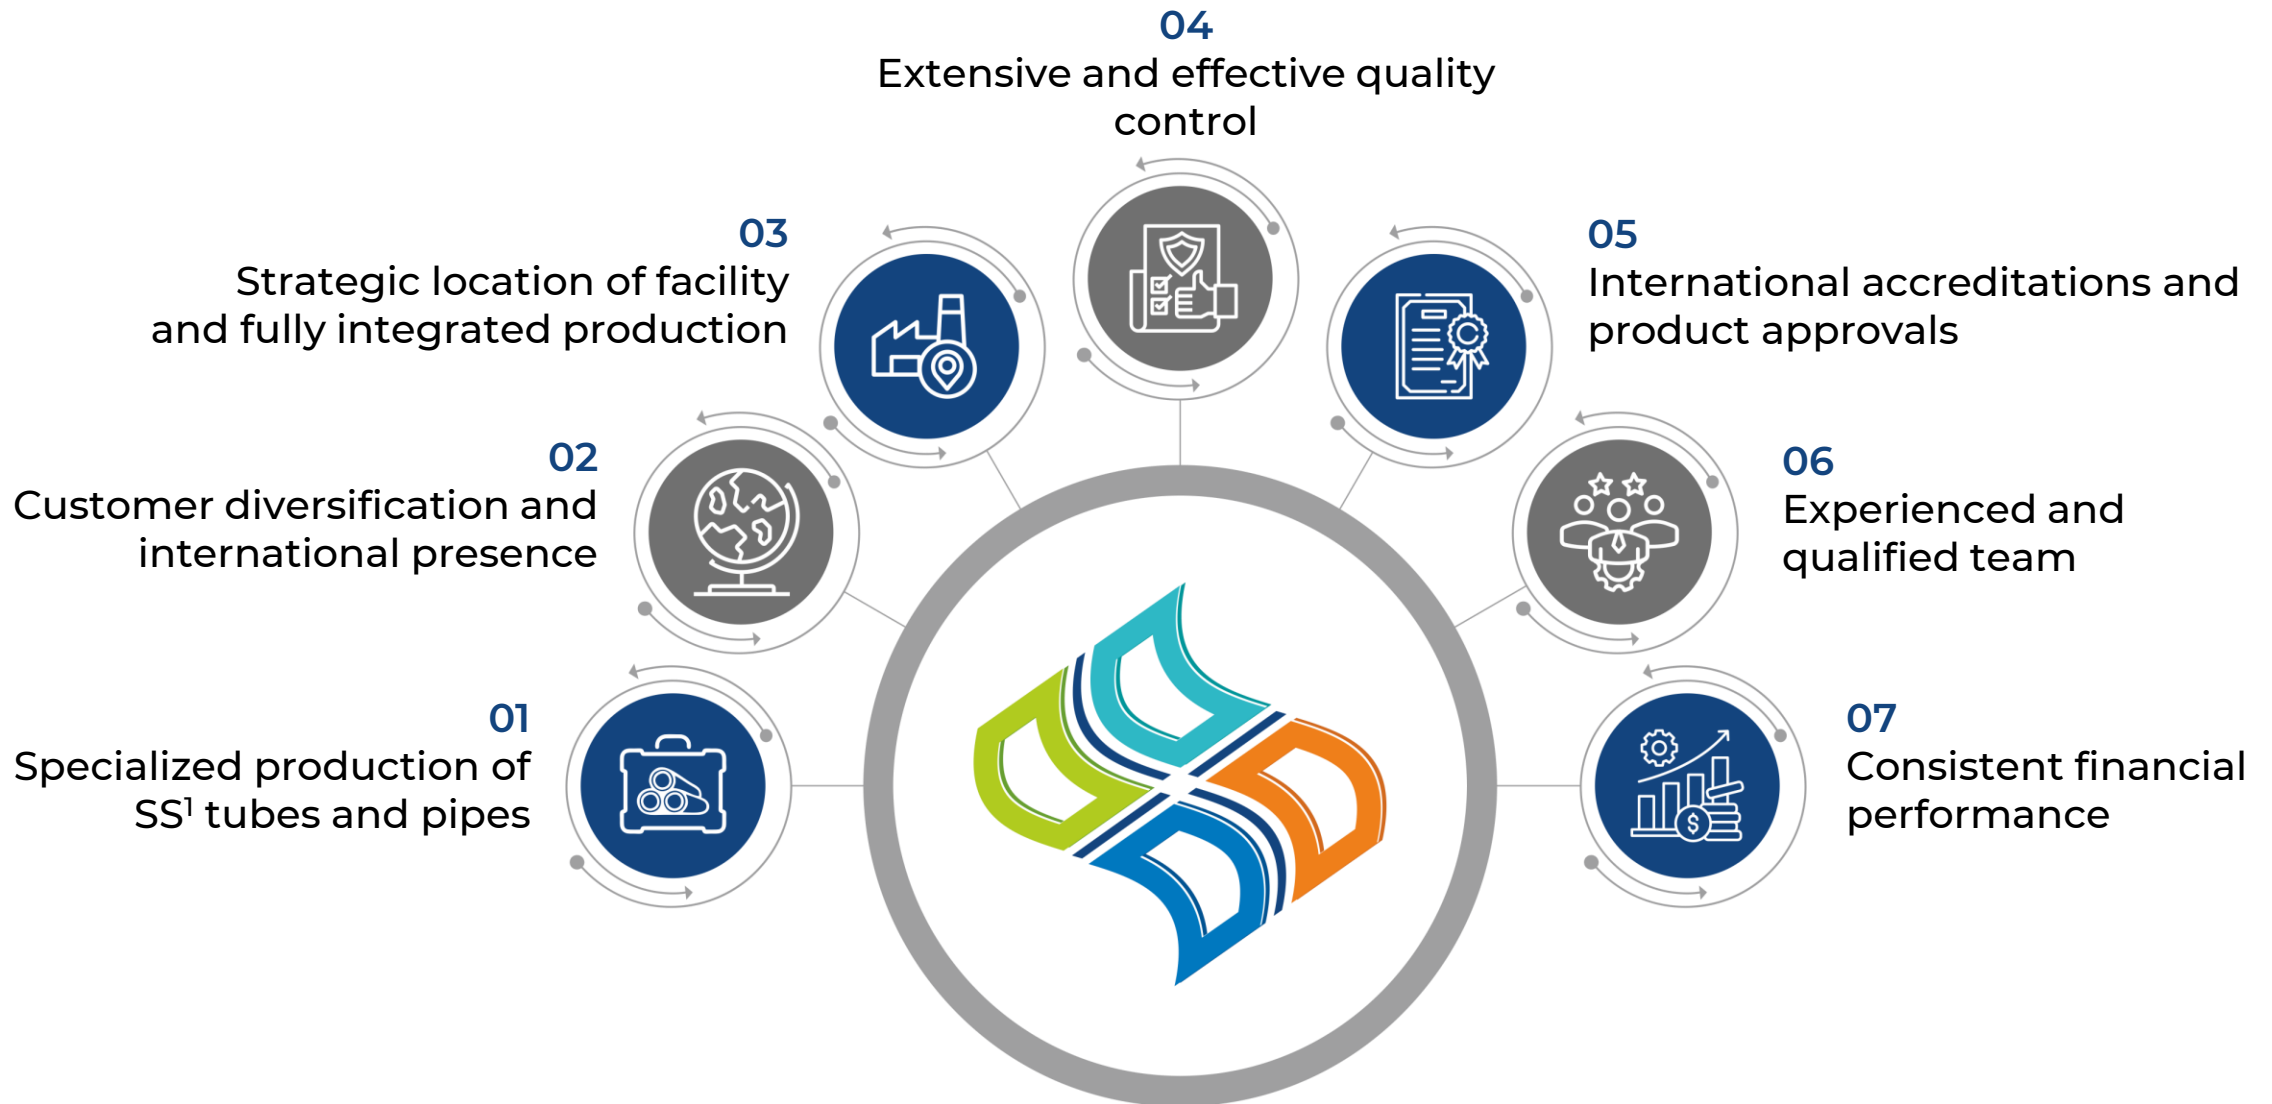 04
Extensive and effective quality
control
03
Strategic location of facility
and fully integrated production
05
International accreditations and
product approvals
02
Customer diversification and
international presence
06
Experienced and
qualified team
01
Specialized production of
SS¹ tubes and pipes
07
Consistent financial
performance
$